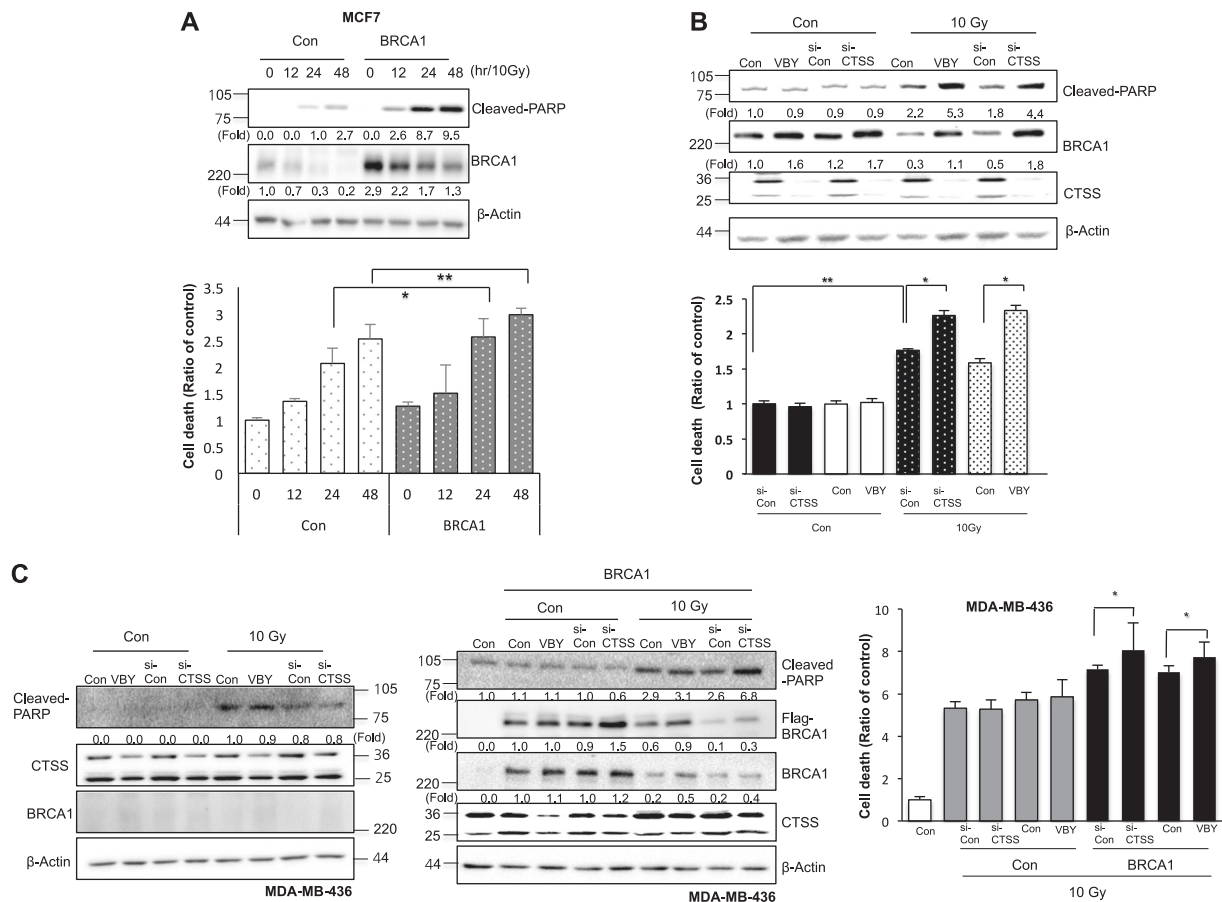 A
MCF7
Con BRCA1
0 12 24 48 0 12 24 48 (hr/10Gy)
105
75
Cleaved-PARP
(Fold) 0.0 0.0 1.0 2.7 0.0 2.6 8.7 9.5
220
BRCA1
(Fold) 1.0 0.7 0.3 0.2 2.9 2.2 1.7 1.3
44
β-Actin
Cell death (Ratio of control)
3.5
3
2.5
2
1.5
1
0.5
0
*
**
0 12 24 48 0 12 24 48
Con BRCA1
B
Con 10 Gy
Con VBY si-Con si-CTSS Con VBY si-Con si-CTSS
105
75
Cleaved-PARP
(Fold) 1.0 0.9 0.9 0.9 2.2 5.3 1.8 4.4
220
BRCA1
(Fold) 1.0 1.6 1.2 1.7 0.3 1.1 0.5 1.8
36
25
CTSS
44
β-Actin
Cell death (Ratio of control)
2.5
2
1.5
1
0.5
0
**
*
*
si-Con si-CTSS Con VBY si-Con si-CTSS Con VBY
Con 10Gy
C
Con 10 Gy
Con VBY si-Con si-CTSS Con VBY si-Con si-CTSS
Cleaved-PARP
105
75
0.0 0.0 0.0 0.0 1.0 0.9 0.8 0.8 (Fold)
CTSS
36
25
BRCA1
220
β-Actin
44
MDA-MB-436
BRCA1
Con 10 Gy
Con Con VBY si-Con si-CTSS Con VBY si-Con si-CTSS
105
75
Cleaved-PARP
(Fold) 1.0 1.1 1.1 1.0 0.6 2.9 3.1 2.6 6.8
220
Flag-BRCA1
(Fold) 0.0 1.0 1.0 0.9 1.5 0.6 0.9 0.1 0.3
220
BRCA1
(Fold) 0.0 1.0 1.1 1.0 1.2 0.2 0.5 0.2 0.4
36
25
CTSS
44
β-Actin
MDA-MB-436
MDA-MB-436
Cell death (Ratio of control)
10
8
6
4
2
0
*
*
Con si-Con si-CTSS Con VBY si-Con si-CTSS Con VBY
Con BRCA1
10 Gy